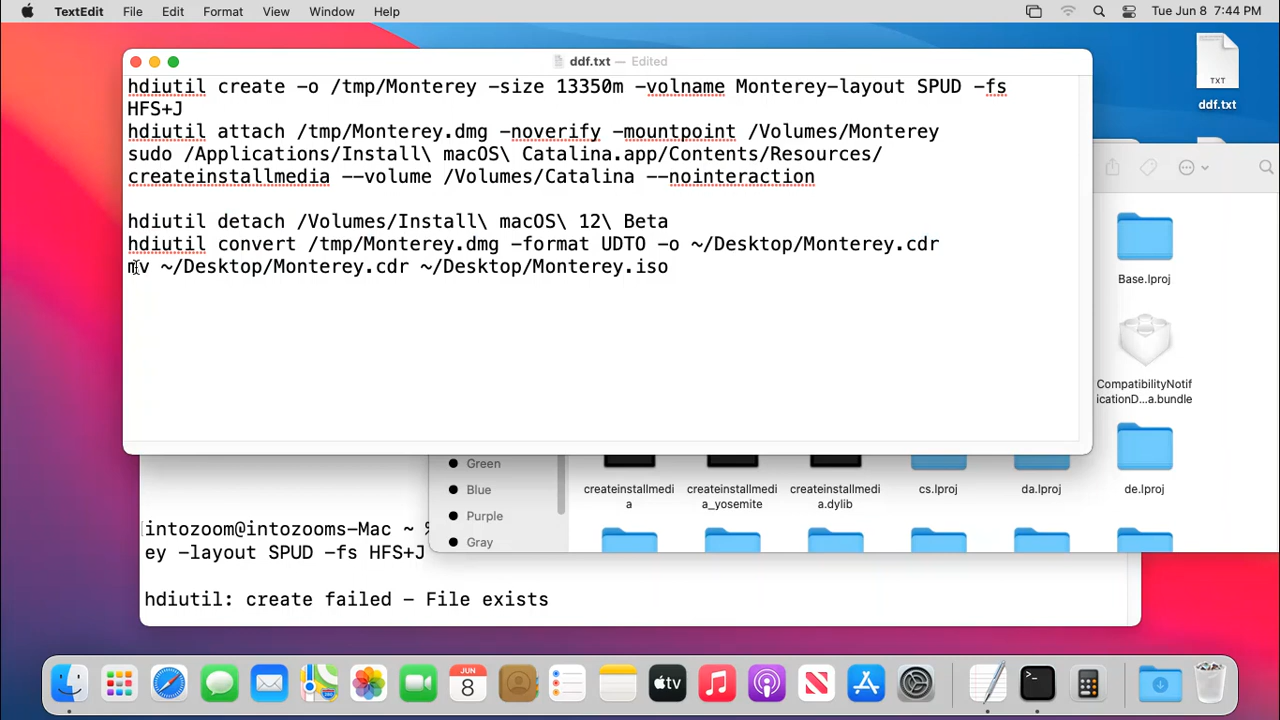 TextEdit File Edit Format View Window Help Tue Jun 8 7:44 PM
ddf.txt — Edited
hdiutil create -o /tmp/Monterey -size 13350m -volname Monterey-layout SPUD -fs
HFS+J
hdiutil attach /tmp/Monterey.dmg -noverify -mountpoint /Volumes/Monterey
sudo /Applications/Install\ macOS\ Catalina.app/Contents/Resources/
createinstallmedia --volume /Volumes/Catalina --nointeraction
hdiutil detach /Volumes/Install\ macOS\ 12\ Beta
hdiutil convert /tmp/Monterey.dmg -format UDTO -o ~/Desktop/Monterey.cdr
mv ~/Desktop/Monterey.cdr ~/Desktop/Monterey.iso
TXT
ddf.txt
Base.lproj
CompatibilityNotif
icationD...a.bundle
Green
Blue
Purple
Gray
createinstallmedi
a
createinstallmedi
a_yosemite
createinstallmedi
a.dylib
cs.lproj
da.lproj
de.lproj
intozoom@intozooms-Mac ~ %
ey -layout SPUD -fs HFS+J
hdiutil: create failed - File exists
JUN
8
tv
>_